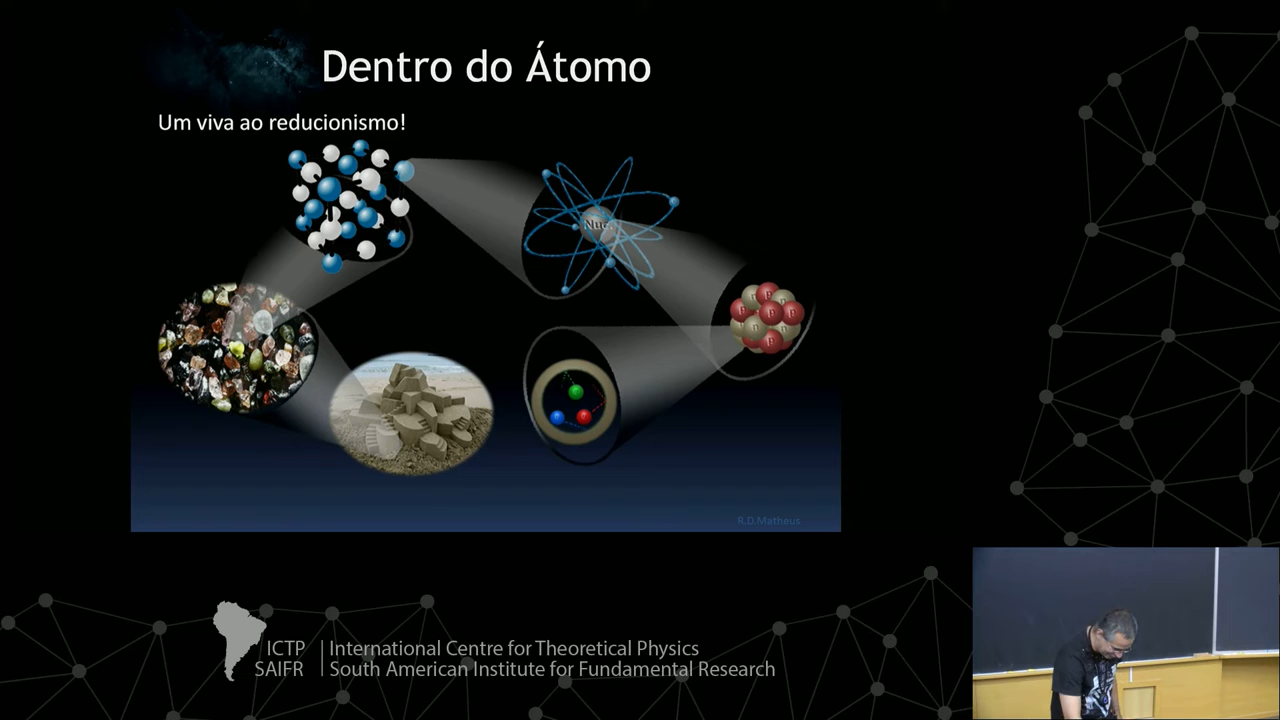 Dentro do Átomo
Um viva ao reducionismo!
Nuc.
p
p
p
p
p
p
R.D.Matheus
ICTP
SAIFR
International Centre for Theoretical Physics
South American Institute for Fundamental Research